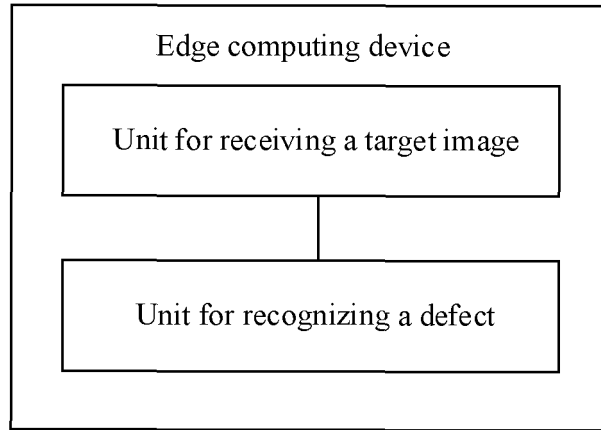 Edge computing device
Unit for receiving a target image
Unit for recognizing a defect